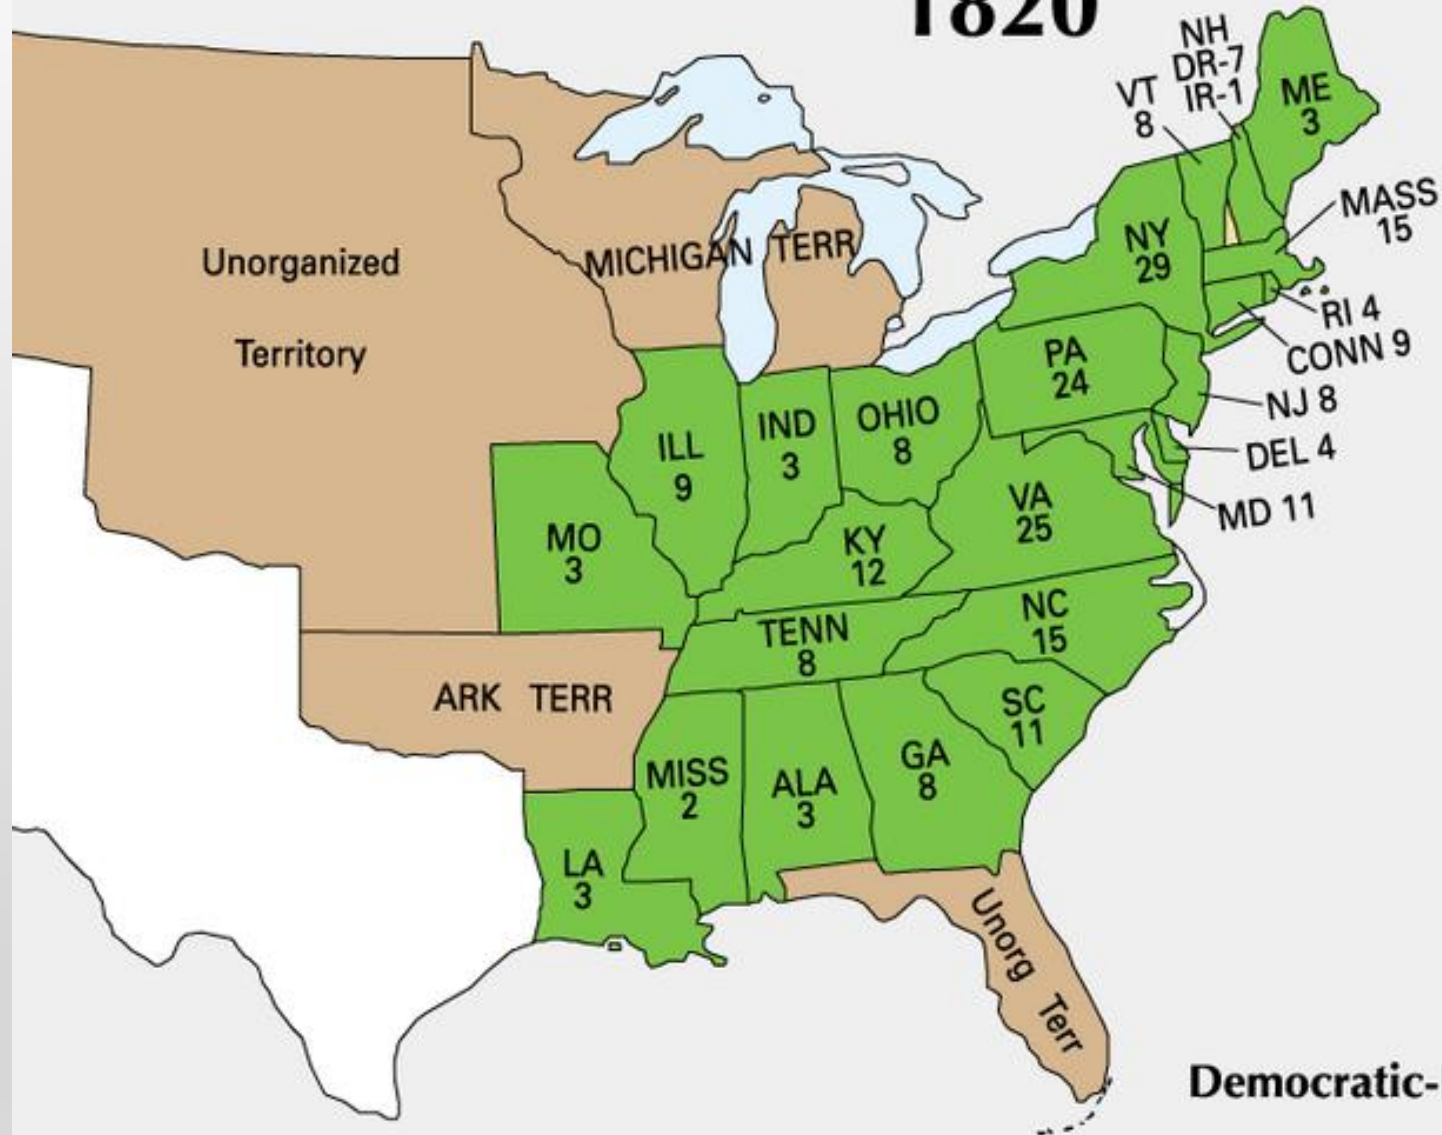 1820
NH
DR-7
IR-1
VT
8
ME
3
MASS
15
NY
29
RI 4
CONN 9
NJ 8
DEL 4
MD 11
PA
24
Unorganized
Territory
MICHIGAN TERR
OHIO
8
IND
3
ILL
9
VA
25
MO
3
KY
12
NC
15
TENN
8
ARK TERR
SC
11
GA
8
MISS
2
ALA
3
LA
3
Unorg Terr
Democratic-